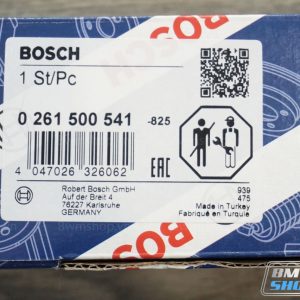 BOSCH
1 St/Pc
0 261 500 541
-825
4 047026 326062
EAC
BOSCH
Robert Bosch GmbH
Auf der Breit 4
76227 Karlsruhe
GERMANY
939
475
Made in Turkey
Fabriqué en Turquie